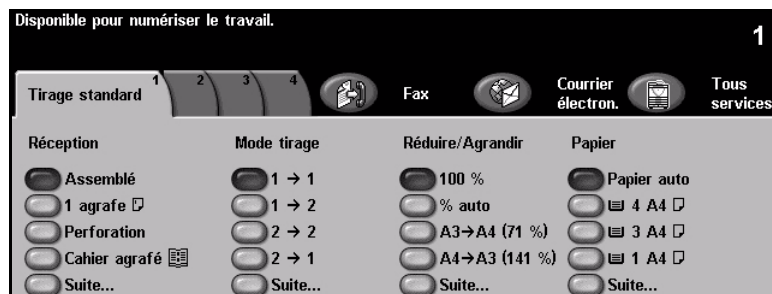 Disponible pour numériser le travail.
1
Tirage standard 1 2 3 4 Fax Courrier électron. Tous services
Réception Mode tirage Réduire/Agrandir Papier
Assemblé 1 → 1 100 % Papier auto
1 agrafe 1 → 2 % auto 4 A4
Perforation 2 → 2 A3→A4 (71 %) 3 A4
Cahier agrafé 2 → 1 A4→A3 (141 %) 1 A4
Suite... Suite... Suite... Suite...